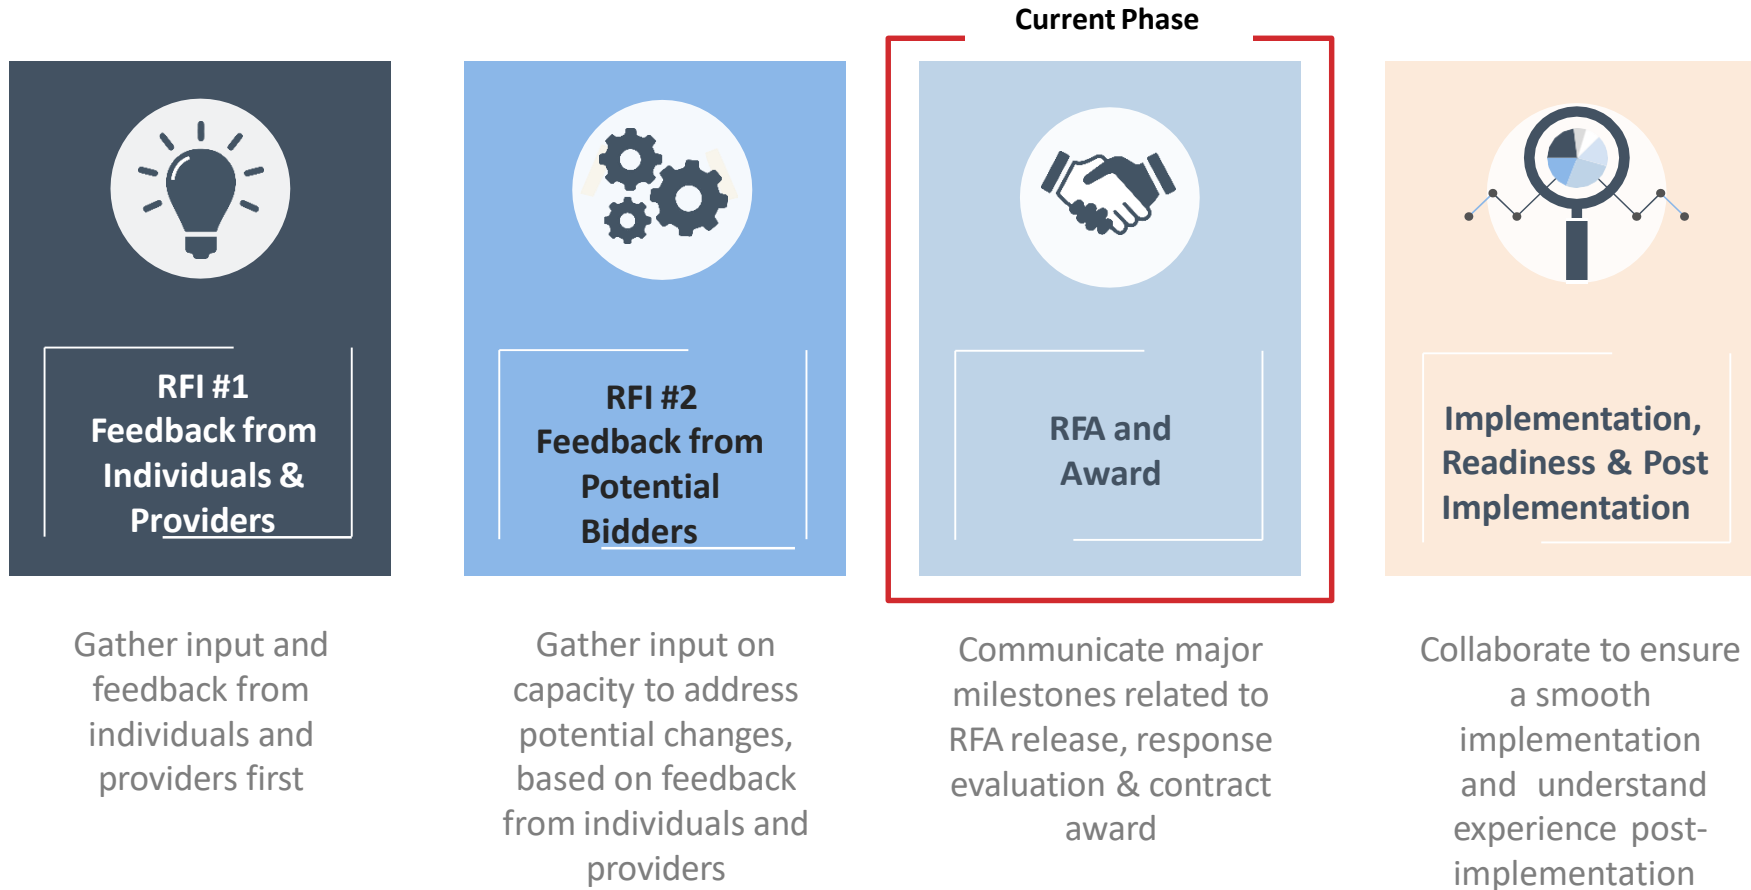 Current Phase
RFI #1
Feedback from
Individuals &
Providers
RFI #2
Feedback from
Potential
Bidders
RFA and
Award
Implementation,
Readiness & Post
Implementation
Gather input and
feedback from
individuals and
providers first
Gather input on
capacity to address
potential changes,
based on feedback
from individuals and
providers
Communicate major
milestones related to
RFA release, response
evaluation & contract
award
Collaborate to ensure
a smooth
implementation
and understand
experience post-
implementation